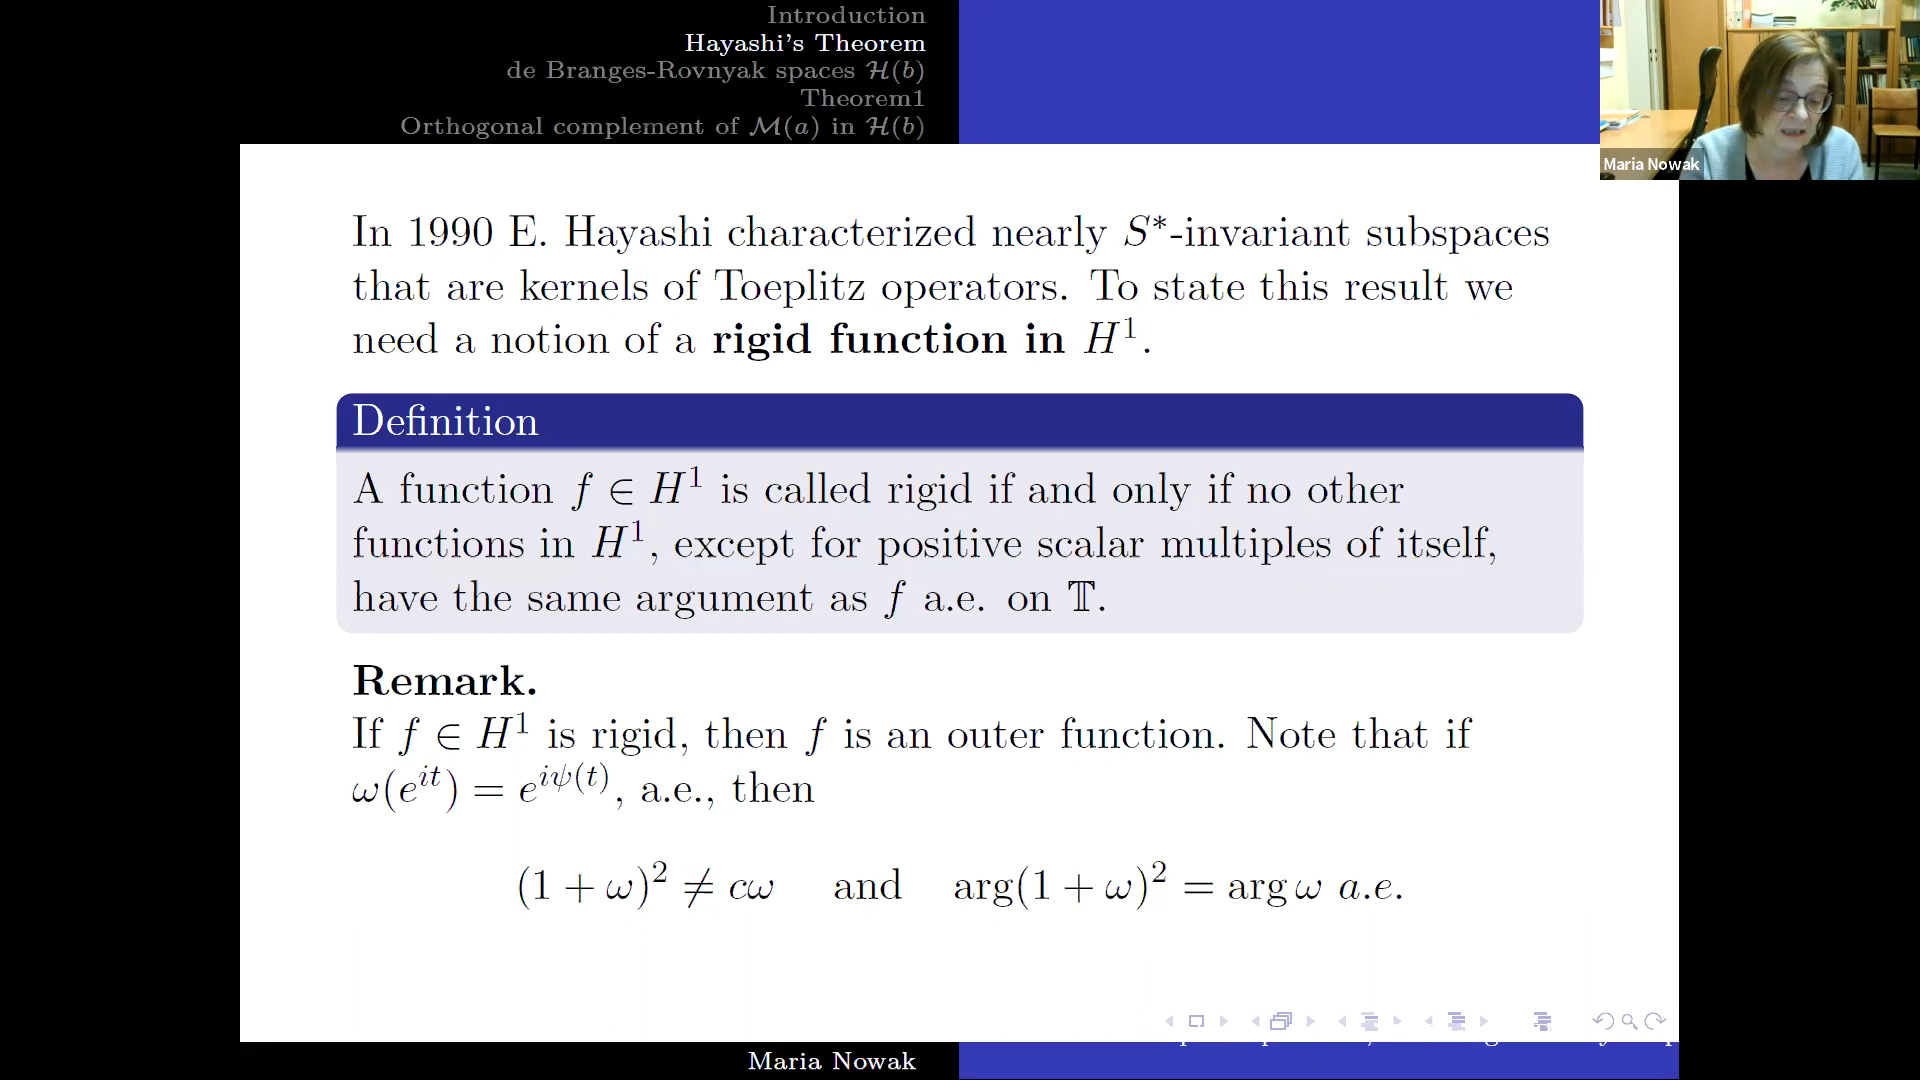 Introduction
Hayashi's Theorem
de Branges-Rovnyak spaces ℋ(b)
Theorem1
Orthogonal complement of ℳ(a) in ℋ(b)
Maria Nowak
In 1990 E. Hayashi characterized nearly S*-invariant subspaces
that are kernels of Toeplitz operators. To state this result we
need a notion of a rigid function in H¹.
Definition
A function f ∈ H¹ is called rigid if and only if no other
functions in H¹, except for positive scalar multiples of itself,
have the same argument as f a.e. on 𝕋.
Remark.
If f ∈ H¹ is rigid, then f is an outer function. Note that if
ω(e^{it}) = e^{iψ(t)}, a.e., then
(1 + ω)² ≠ cω and arg(1 + ω)² = arg ω a.e.
Maria Nowak